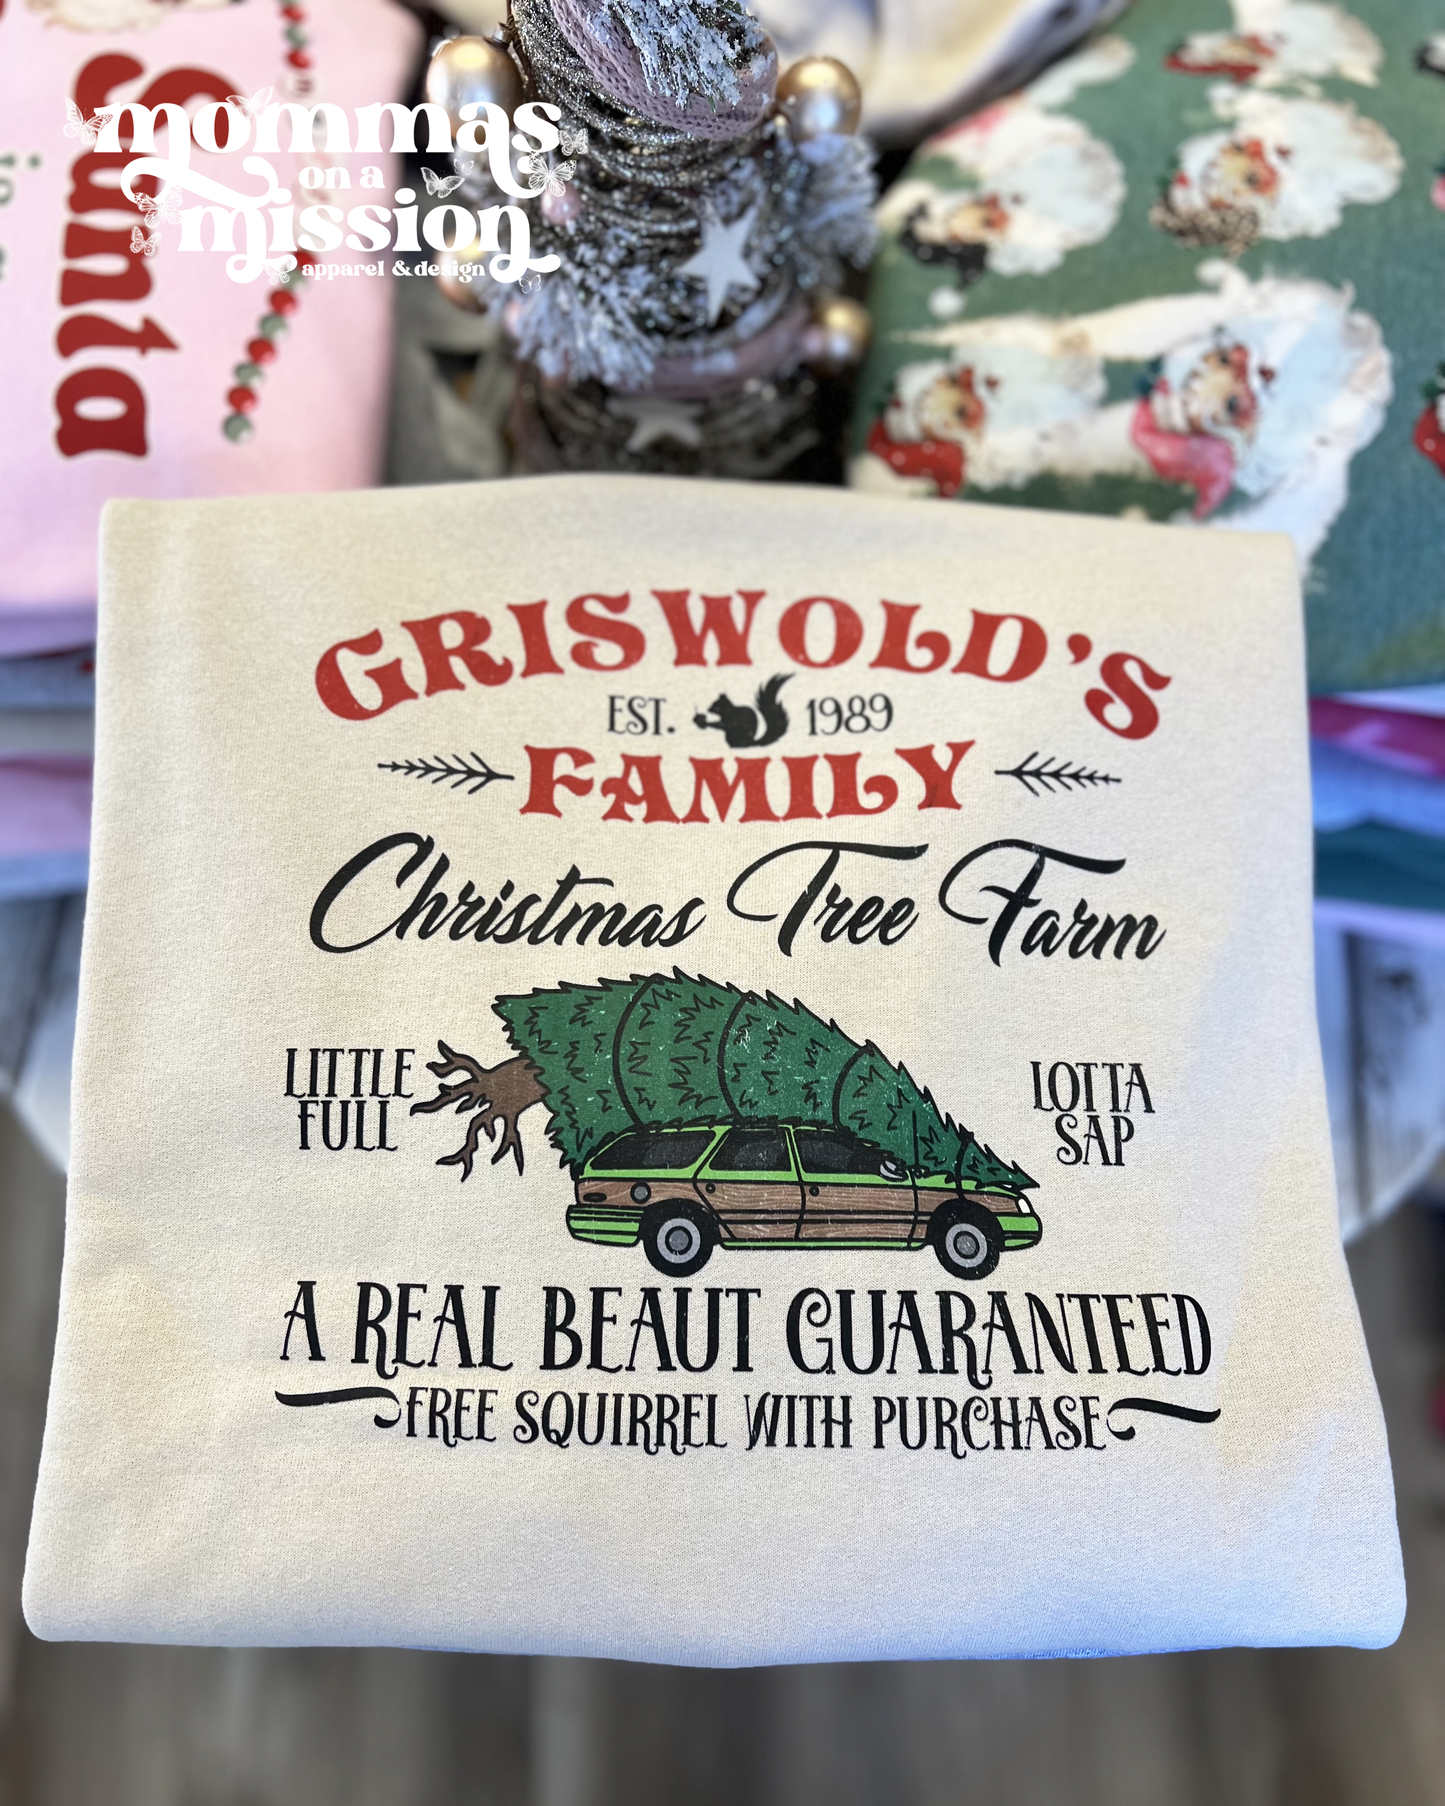 mommas
on a
mission
apparel & design
Santa
GRISWOLD'S
EST. 1989
FAMILY
Christmas Tree Farm
LITTLE
FULL
LOTTA
SAP
A REAL BEAUT GUARANTEED
FREE SQUIRREL WITH PURCHASE